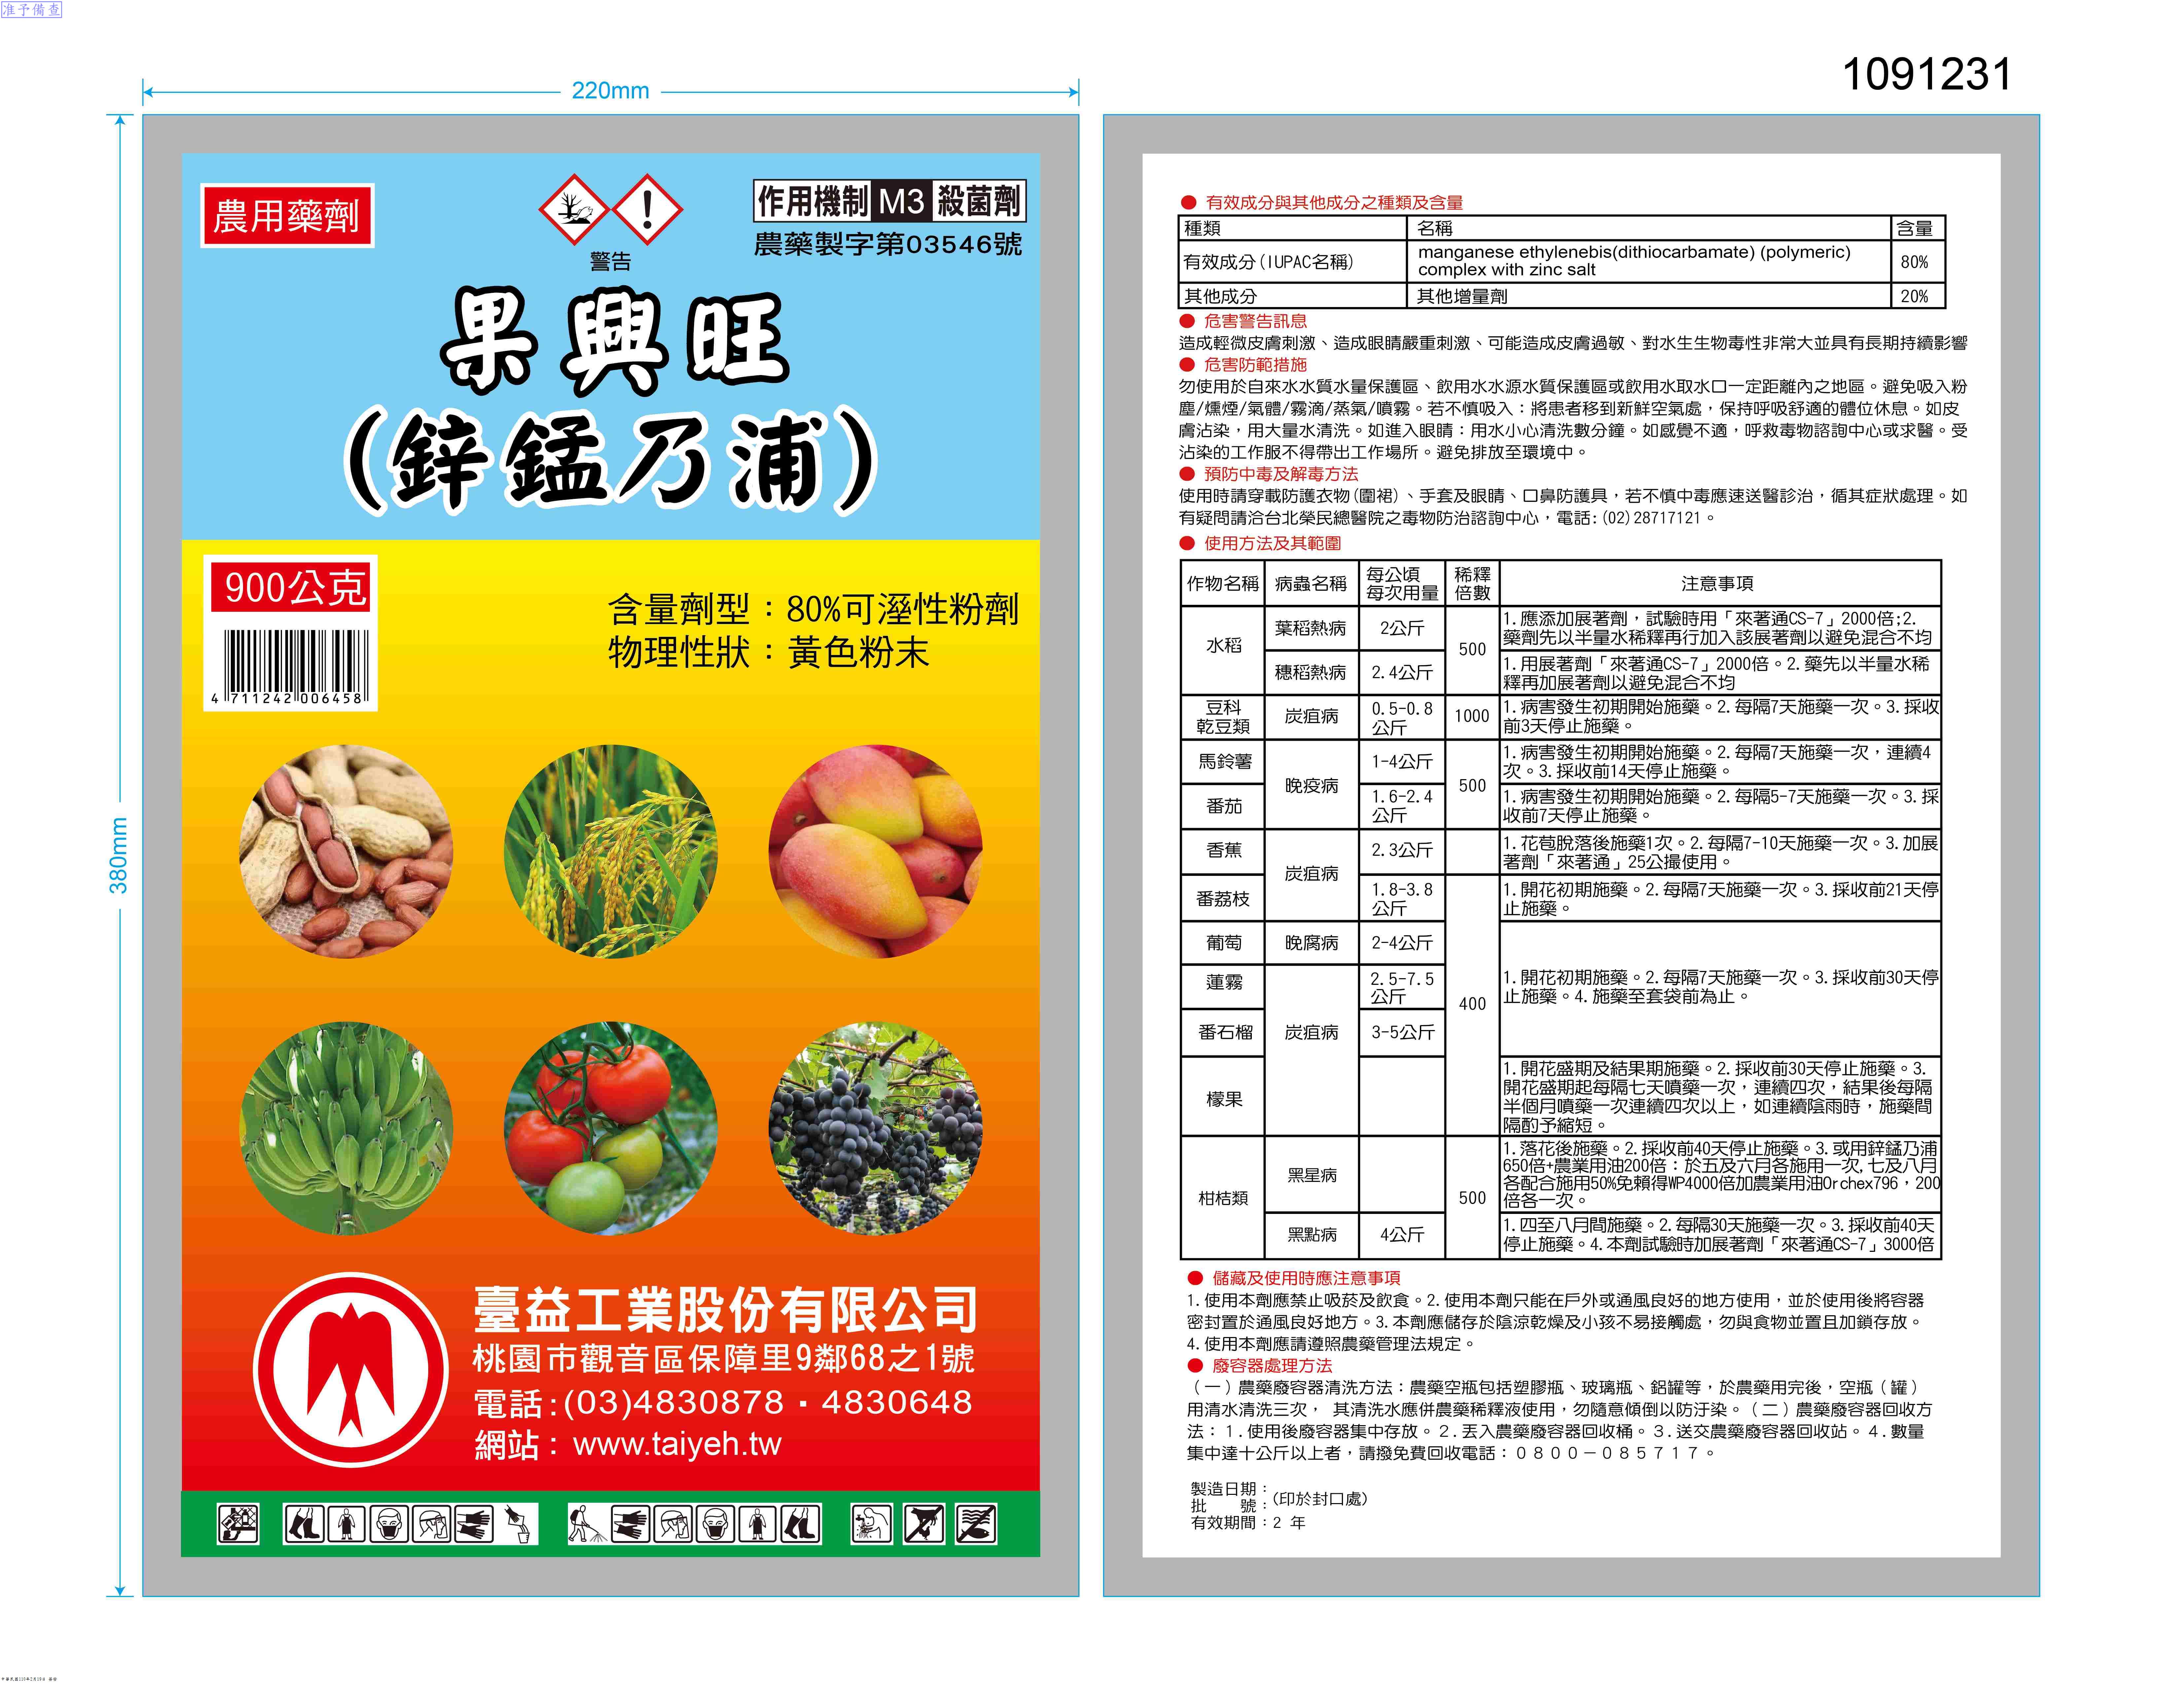 准予備查
1091231
220mm
380mm
農用藥劑
警告
作用機制 M3 殺菌劑
農藥製字第03546號
果興旺
(鋅錳乃浦)
900公克
4 711242 006458
含量劑型：80%可溼性粉劑
物理性狀：黃色粉末
臺益工業股份有限公司
桃園市觀音區保障里9鄰68之1號
電話:(03)4830878・4830648
網站：www.taiyeh.tw
● 有效成分與其他成分之種類及含量
種類 名稱 含量
有效成分(IUPAC名稱) manganese ethylenebis(dithiocarbamate) (polymeric) complex with zinc salt 80%
其他成分 其他增量劑 20%
● 危害警告訊息
造成輕微皮膚刺激、造成眼睛嚴重刺激、可能造成皮膚過敏、對水生生物毒性非常大並具有長期持續影響
● 危害防範措施
勿使用於自來水水質水量保護區、飲用水水源水質保護區或飲用水取水口一定距離內之地區。避免吸入粉
塵/燻煙/氣體/霧滴/蒸氣/噴霧。若不慎吸入：將患者移到新鮮空氣處，保持呼吸舒適的體位休息。如皮
膚沾染，用大量水清洗。如進入眼睛：用水小心清洗數分鐘。如感覺不適，呼救毒物諮詢中心或求醫。受
沾染的工作服不得帶出工作場所。避免排放至環境中。
● 預防中毒及解毒方法
使用時請穿載防護衣物(圍裙)、手套及眼睛、口鼻防護具，若不慎中毒應速送醫診治，循其症狀處理。如
有疑問請洽台北榮民總醫院之毒物防治諮詢中心，電話:(02)28717121。
● 使用方法及其範圍
作物名稱 病蟲名稱 每公頃每次用量 稀釋倍數 注意事項
水稻 葉稻熱病 2公斤 500 1.應添加展著劑，試驗時用「來著通CS-7」2000倍;2.
藥劑先以半量水稀釋再行加入該展著劑以避免混合不均
穗稻熱病 2.4公斤 1.用展著劑「來著通CS-7」2000倍。2.藥先以半量水稀
釋再加展著劑以避免混合不均
豆科乾豆類 炭疽病 0.5-0.8公斤 1000 1.病害發生初期開始施藥。2.每隔7天施藥一次。3.採收
前3天停止施藥。
馬鈴薯 晚疫病 1-4公斤 500 1.病害發生初期開始施藥。2.每隔7天施藥一次，連續4
次。3.採收前14天停止施藥。
番茄 1.6-2.4公斤 1.病害發生初期開始施藥。2.每隔5-7天施藥一次。3.採
收前7天停止施藥。
香蕉 炭疽病 2.3公斤 1.花苞脫落後施藥1次。2.每隔7-10天施藥一次。3.加展
著劑「來著通」25公撮使用。
番荔枝 1.8-3.8公斤 400 1.開花初期施藥。2.每隔7天施藥一次。3.採收前21天停
止施藥。
葡萄 晚腐病 2-4公斤 1.開花初期施藥。2.每隔7天施藥一次。3.採收前30天停
止施藥。4.施藥至套袋前為止。
蓮霧 炭疽病 2.5-7.5公斤
番石榴 3-5公斤
檬果 1.開花盛期及結果期施藥。2.採收前30天停止施藥。3.
開花盛期起每隔七天噴藥一次，連續四次，結果後每隔
半個月噴藥一次連續四次以上，如連續陰雨時，施藥間
隔酌予縮短。
柑桔類 黑星病 500 1.落花後施藥。2.採收前40天停止施藥。3.或用鋅錳乃浦
650倍+農業用油200倍：於五及六月各施用一次,七及八月
各配合施用50%免賴得WP4000倍加農業用油Orchex796，200
倍各一次。
黑點病 4公斤 1.四至八月間施藥。2.每隔30天施藥一次。3.採收前40天
停止施藥。4.本劑試驗時加展著劑「來著通CS-7」3000倍
● 儲藏及使用時應注意事項
1.使用本劑應禁止吸菸及飲食。2.使用本劑只能在戶外或通風良好的地方使用，並於使用後將容器
密封置於通風良好地方。3.本劑應儲存於陰涼乾燥及小孩不易接觸處，勿與食物並置且加鎖存放。
4.使用本劑應請遵照農藥管理法規定。
● 廢容器處理方法
（一）農藥廢容器清洗方法：農藥空瓶包括塑膠瓶、玻璃瓶、鋁罐等，於農藥用完後，空瓶（罐）
用清水清洗三次， 其清洗水應併農藥稀釋液使用，勿隨意傾倒以防汙染。（二）農藥廢容器回收方
法：１.使用後廢容器集中存放。２.丟入農藥廢容器回收桶。３.送交農藥廢容器回收站。４.數量
集中達十公斤以上者，請撥免費回收電話：０８００－０８５７１７。
製造日期：
批　號：(印於封口處)
有效期間：2 年